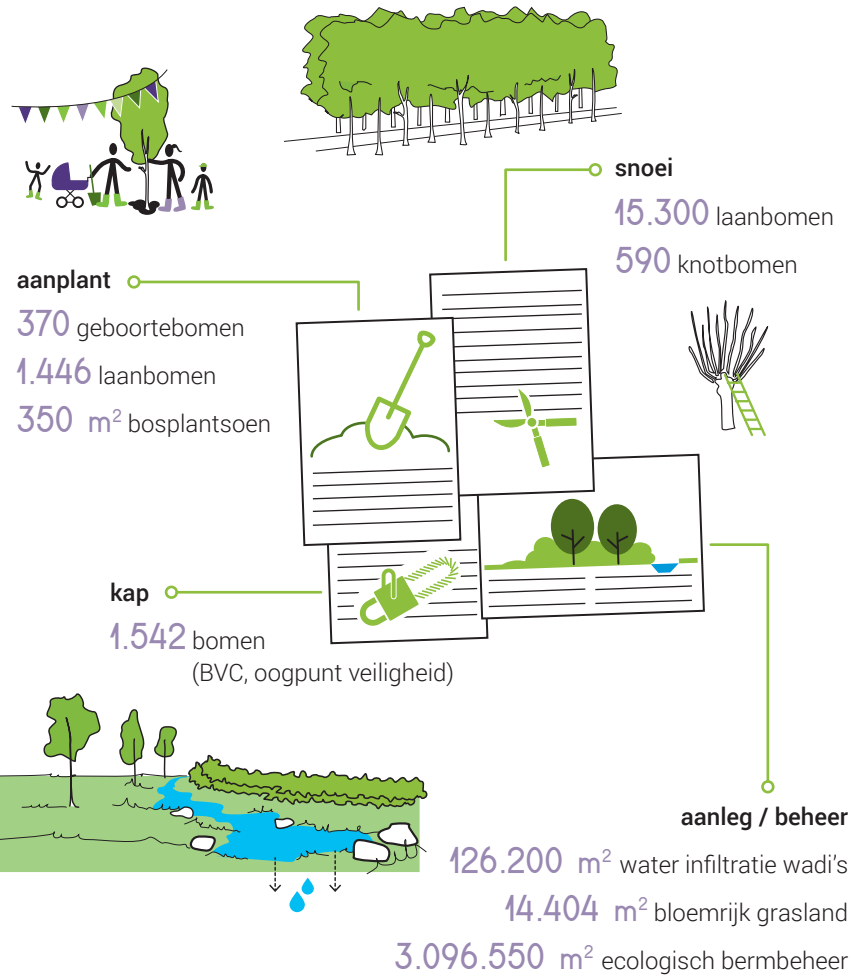 snoei
15.300 laanbomen
590 knotbomen
aanplant
370 geboortebomen
1.446 laanbomen
350 m² bosplantsoen
kap
1.542 bomen
(BVC, oogpunt veiligheid)
aanleg / beheer
126.200 m² water infiltratie wadi's
14.404 m² bloemrijk grasland
3.096.550 m² ecologisch bermbeheer